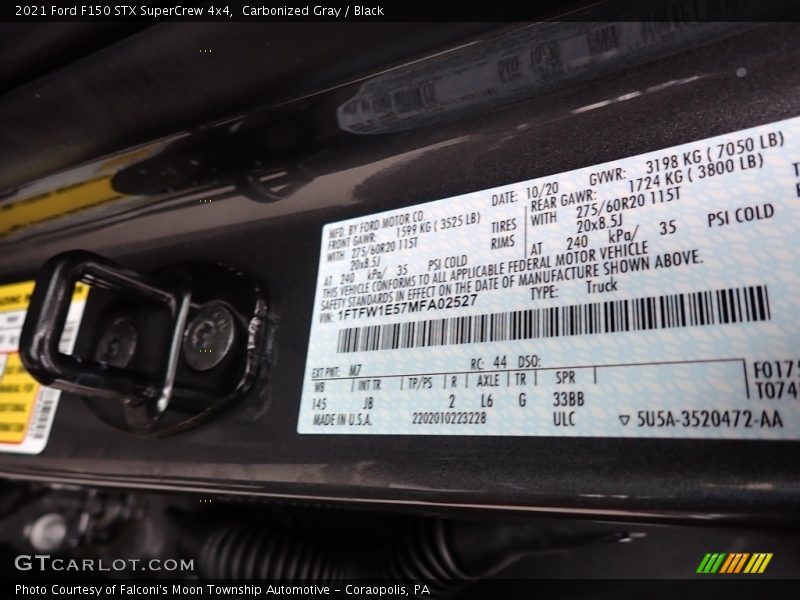 2021 Ford F150 STX SuperCrew 4x4, Carbonized Gray / Black
MFD. BY FORD MOTOR CO. DATE: 10/20 GVWR: 3198 KG ( 7050 LB)
FRONT GAWR: 1599 KG ( 3525 LB) REAR GAWR: 1724 KG ( 3800 LB)
WITH 275/60R20 115T TIRES WITH 275/60R20 115T
20x8.5J RIMS 20x8.5J
AT 240 kPa/ 35 PSI COLD AT 240 kPa/ 35 PSI COLD
THIS VEHICLE CONFORMS TO ALL APPLICABLE FEDERAL MOTOR VEHICLE
SAFETY STANDARDS IN EFFECT ON THE DATE OF MANUFACTURE SHOWN ABOVE.
VIN: 1FTFW1E57MFA02527 TYPE: Truck
EXT PNT: M7 RC: 44 DSO:
WB INT TR TP/PS R AXLE TR SPR
145 JB 2 L6 G 33BB
MADE IN U.S.A. 2202010223228 ULC ▽ 5U5A-3520472-AA
F0175
T074
GTCARLOT.COM
Photo Courtesy of Falconi's Moon Township Automotive - Coraopolis, PA